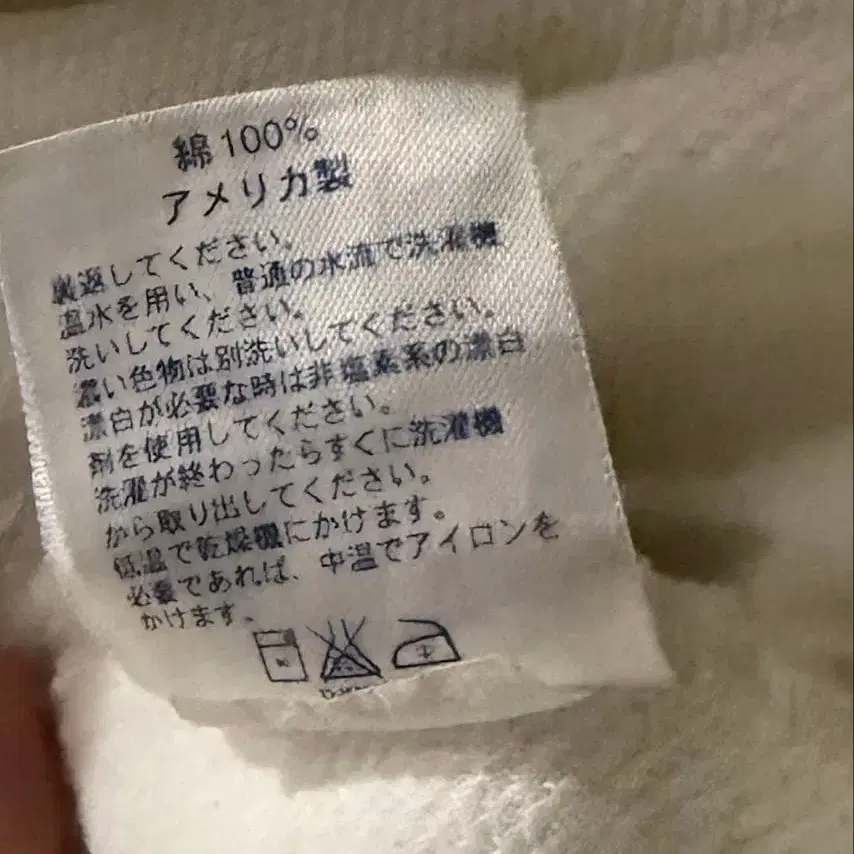 綿100%
アメリカ製
裏返してください。
温水を用い、普通の水流で洗濯機
洗いしてください。
濃い色物は別洗いしてください。
漂白が必要な時は非塩素系の漂白
剤を使用してください。
洗濯が終わったらすぐに洗濯機
から取り出してください。
低温で乾燥機にかけます。
必要であれば、中温でアイロンを
かけます。